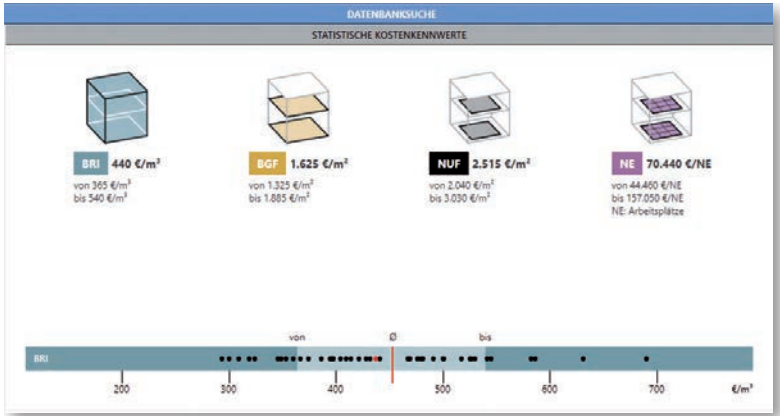 DATENBANKSUCHE
STATISTISCHE KOSTENKENNWERTE
BRI 440 €/m³
von 365 €/m³
bis 540 €/m³
BGF 1.625 €/m²
von 1.325 €/m²
bis 1.885 €/m²
NUF 2.515 €/m²
von 2.040 €/m²
bis 3.030 €/m²
NE 70.440 €/NE
von 44.460 €/NE
bis 157.050 €/NE
NE: Arbeitsplätze
von Ø bis
BRI
200 300 400 500 600 700 €/m³